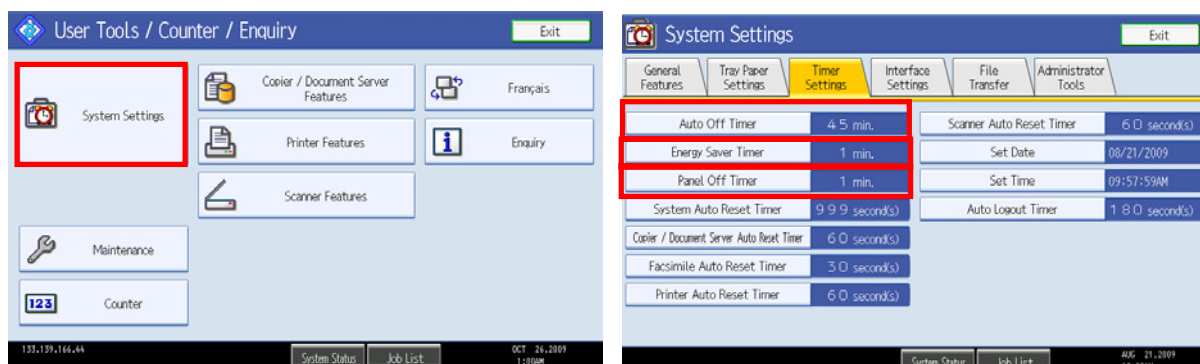 User Tools / Counter / Enquiry
Exit
System Settings
Copier / Document Server
Features
Français
Printer Features
Enquiry
Scanner Features
Maintenance
123
Counter
133.139.166.44
System Status
Job List
OCT 26.2009
1:00AM
System Settings
Exit
General
Features
Tray Paper
Settings
Timer
Settings
Interface
Settings
File
Transfer
Administrator
Tools
Auto Off Timer
45 min.
Scanner Auto Reset Timer
60 second(s)
Energy Saver Timer
1 min.
Set Date
08/21/2009
Panel Off Timer
1 min.
Set Time
09:57:59AM
System Auto Reset Timer
999 second(s)
Auto Logout Timer
180 second(s)
Copier / Document Server Auto Reset Timer
60 second(s)
Facsimile Auto Reset Timer
30 second(s)
Printer Auto Reset Timer
60 second(s)
System Status
Job List
AUG 21.2009